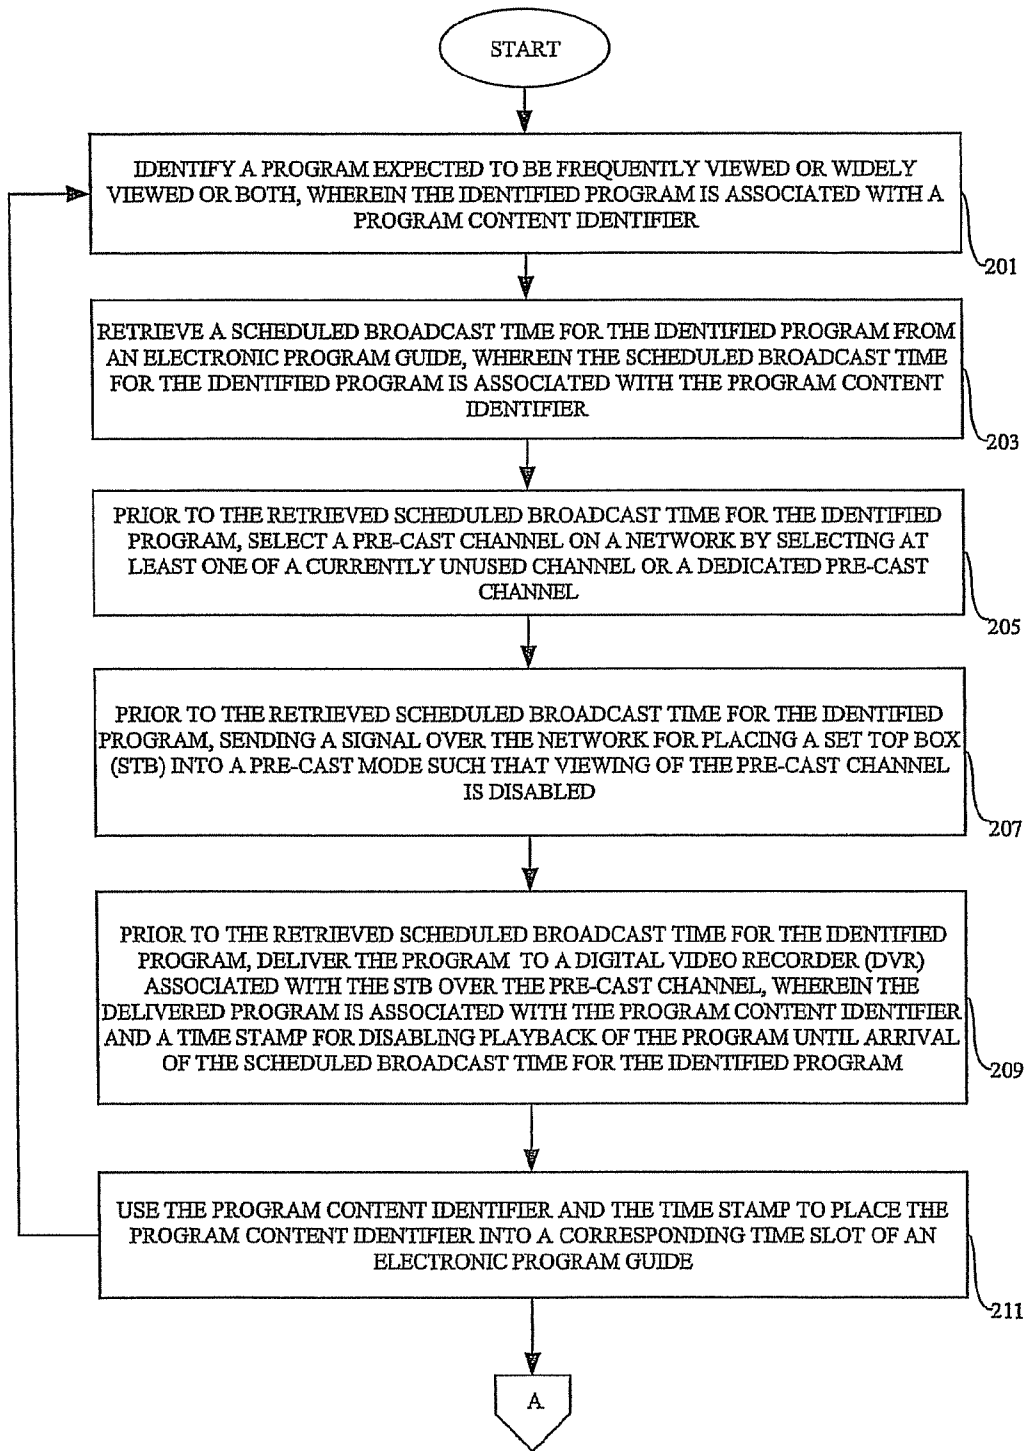 START
IDENTIFY A PROGRAM EXPECTED TO BE FREQUENTLY VIEWED OR WIDELY
VIEWED OR BOTH, WHEREIN THE IDENTIFIED PROGRAM IS ASSOCIATED WITH A
PROGRAM CONTENT IDENTIFIER
201
RETRIEVE A SCHEDULED BROADCAST TIME FOR THE IDENTIFIED PROGRAM FROM
AN ELECTRONIC PROGRAM GUIDE, WHEREIN THE SCHEDULED BROADCAST TIME
FOR THE IDENTIFIED PROGRAM IS ASSOCIATED WITH THE PROGRAM CONTENT
IDENTIFIER
203
PRIOR TO THE RETRIEVED SCHEDULED BROADCAST TIME FOR THE IDENTIFIED
PROGRAM, SELECT A PRE-CAST CHANNEL ON A NETWORK BY SELECTING AT
LEAST ONE OF A CURRENTLY UNUSED CHANNEL OR A DEDICATED PRE-CAST
CHANNEL
205
PRIOR TO THE RETRIEVED SCHEDULED BROADCAST TIME FOR THE IDENTIFIED
PROGRAM, SENDING A SIGNAL OVER THE NETWORK FOR PLACING A SET TOP BOX
(STB) INTO A PRE-CAST MODE SUCH THAT VIEWING OF THE PRE-CAST CHANNEL
IS DISABLED
207
PRIOR TO THE RETRIEVED SCHEDULED BROADCAST TIME FOR THE IDENTIFIED
PROGRAM, DELIVER THE PROGRAM TO A DIGITAL VIDEO RECORDER (DVR)
ASSOCIATED WITH THE STB OVER THE PRE-CAST CHANNEL, WHEREIN THE
DELIVERED PROGRAM IS ASSOCIATED WITH THE PROGRAM CONTENT IDENTIFIER
AND A TIME STAMP FOR DISABLING PLAYBACK OF THE PROGRAM UNTIL ARRIVAL
OF THE SCHEDULED BROADCAST TIME FOR THE IDENTIFIED PROGRAM
209
USE THE PROGRAM CONTENT IDENTIFIER AND THE TIME STAMP TO PLACE THE
PROGRAM CONTENT IDENTIFIER INTO A CORRESPONDING TIME SLOT OF AN
ELECTRONIC PROGRAM GUIDE
211
A